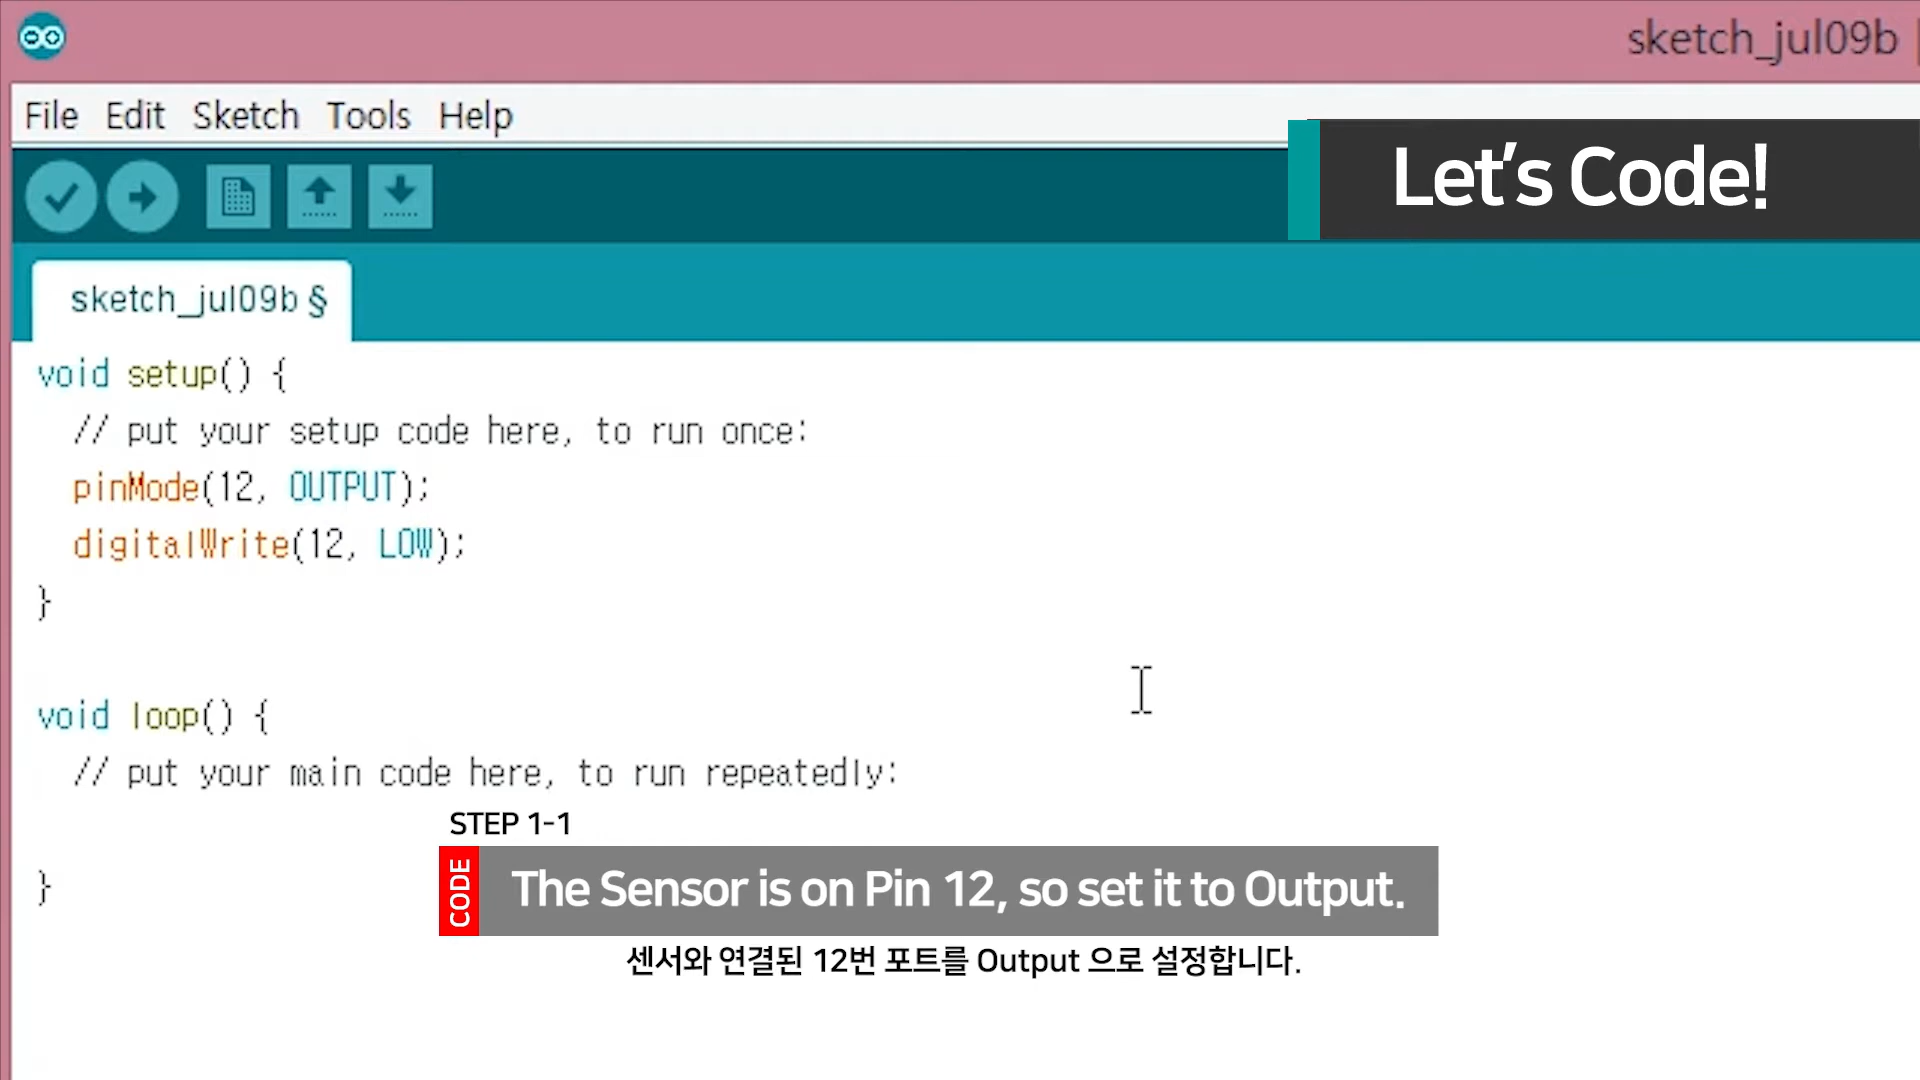 sketch_jul09b
File Edit Sketch Tools Help
Let's Code!
sketch_jul09b §
void setup() {
// put your setup code here, to run once:
pinMode(12, OUTPUT);
digitalWrite(12, LOW);
}
void loop() {
// put your main code here, to run repeatedly:
}
STEP 1-1
CODE
The Sensor is on Pin 12, so set it to Output.
센서와 연결된 12번 포트를 Output 으로 설정합니다.